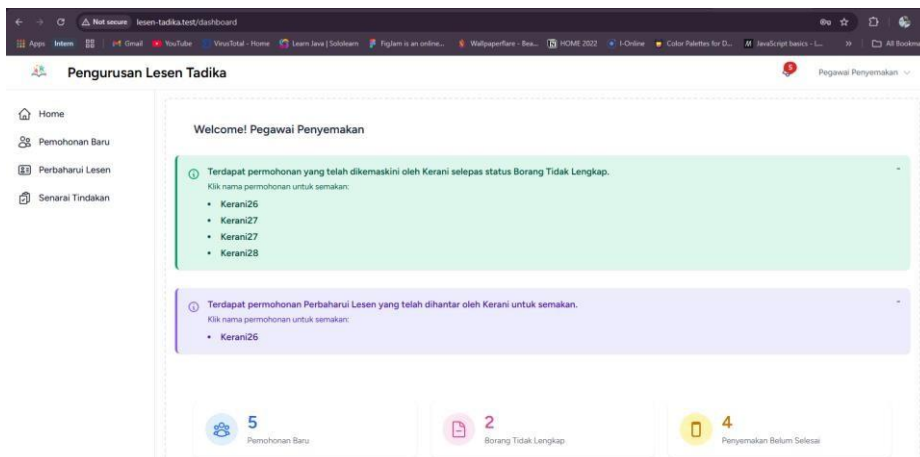 Not secure lesen-tadika.test/dashboard
Apps Intern Gmail YouTube VirusTotal - Home Learn Java | Sololearn FigJam is an online... Wallpaperflare - Bea... HOME 2022 I-Online Color Palettes for D... JavaScript basics - L... » All Bookm
Pengurusan Lesen Tadika
5
Pegawai Penyemakan
Home
Pemohonan Baru
Perbaharui Lesen
Senarai Tindakan
Welcome! Pegawai Penyemakan
Terdapat permohonan yang telah dikemaskini oleh Kerani selepas status Borang Tidak Lengkap.
Klik nama permohonan untuk semakan:
• Kerani26
• Kerani27
• Kerani27
• Kerani28
Terdapat permohonan Perbaharui Lesen yang telah dihantar oleh Kerani untuk semakan.
Klik nama permohonan untuk semakan:
• Kerani26
5
Pemohonan Baru
2
Borang Tidak Lengkap
4
Penyemakan Belum Selesai